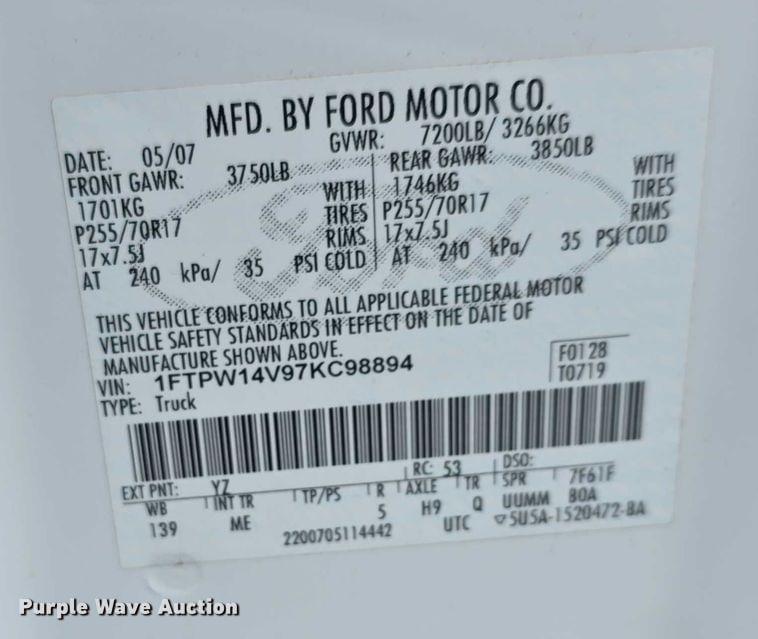 MFD. BY FORD MOTOR CO.
DATE: 05/07 GVWR: 7200LB/ 3266KG
FRONT GAWR: 3750LB REAR GAWR: 3850LB
1701KG WITH 1746KG WITH
P255/70R17 TIRES P255/70R17 TIRES
17x7.5J RIMS 17x7.5J RIMS
AT 240 kPa/ 35 PSI COLD AT 240 kPa/ 35 PSI COLD
Ford
THIS VEHICLE CONFORMS TO ALL APPLICABLE FEDERAL MOTOR
VEHICLE SAFETY STANDARDS IN EFFECT ON THE DATE OF
MANUFACTURE SHOWN ABOVE.
VIN: 1FTPW14V97KC98894 F0128
TYPE: Truck T0719
EXT PNT: YZ RC: 53 DSO:
WB INT TR TP/PS R AXLE TR SPR 7F61F
139 ME 5 H9 Q UUMM BOA
2200705114442 UTC ▽5U5A-1520472-BA
Purple Wave Auction